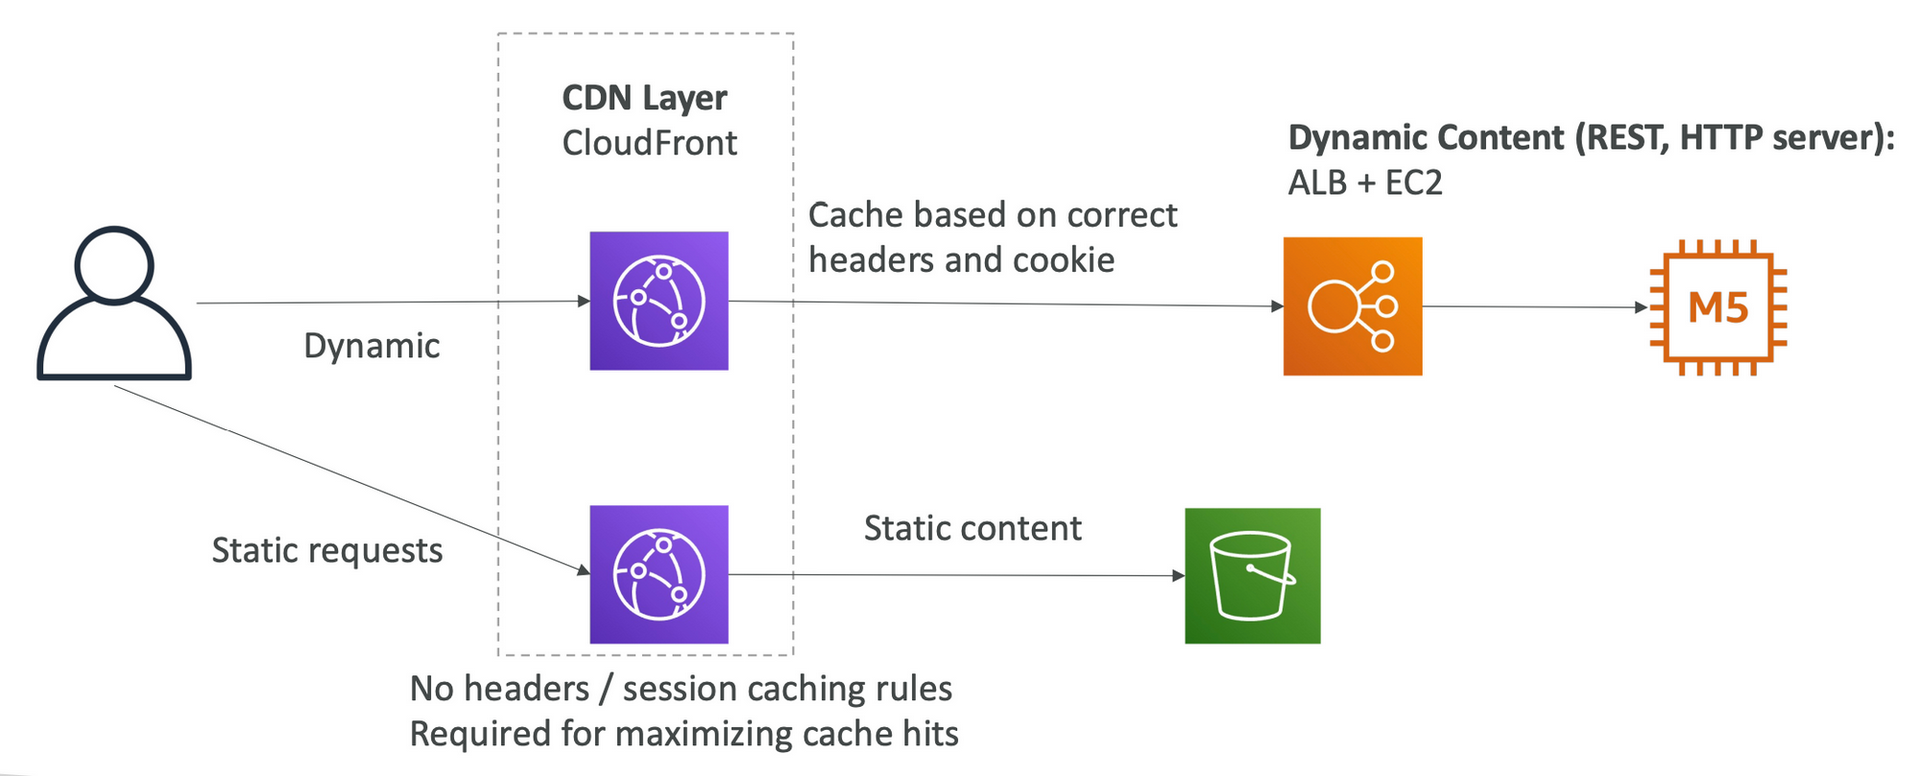 CDN Layer
CloudFront
Dynamic Content (REST, HTTP server):
ALB + EC2
Cache based on correct
headers and cookie
M5
Dynamic
Static requests
Static content
No headers / session caching rules
Required for maximizing cache hits